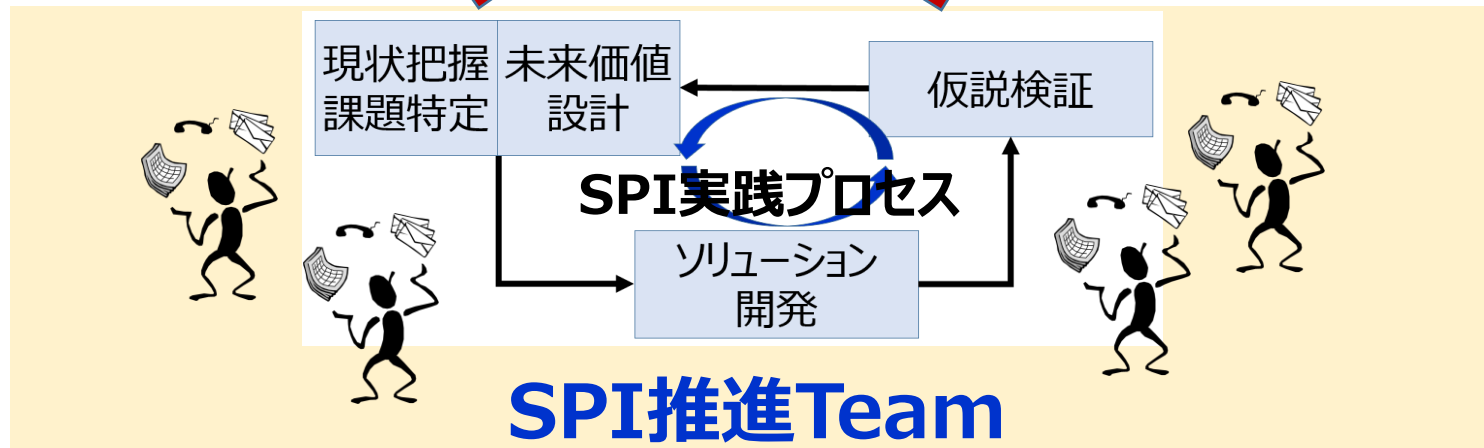 現状把握
課題特定
未来価値
設計
仮説検証
SPI実践プロセス
ソリューション
開発
SPI推進Team